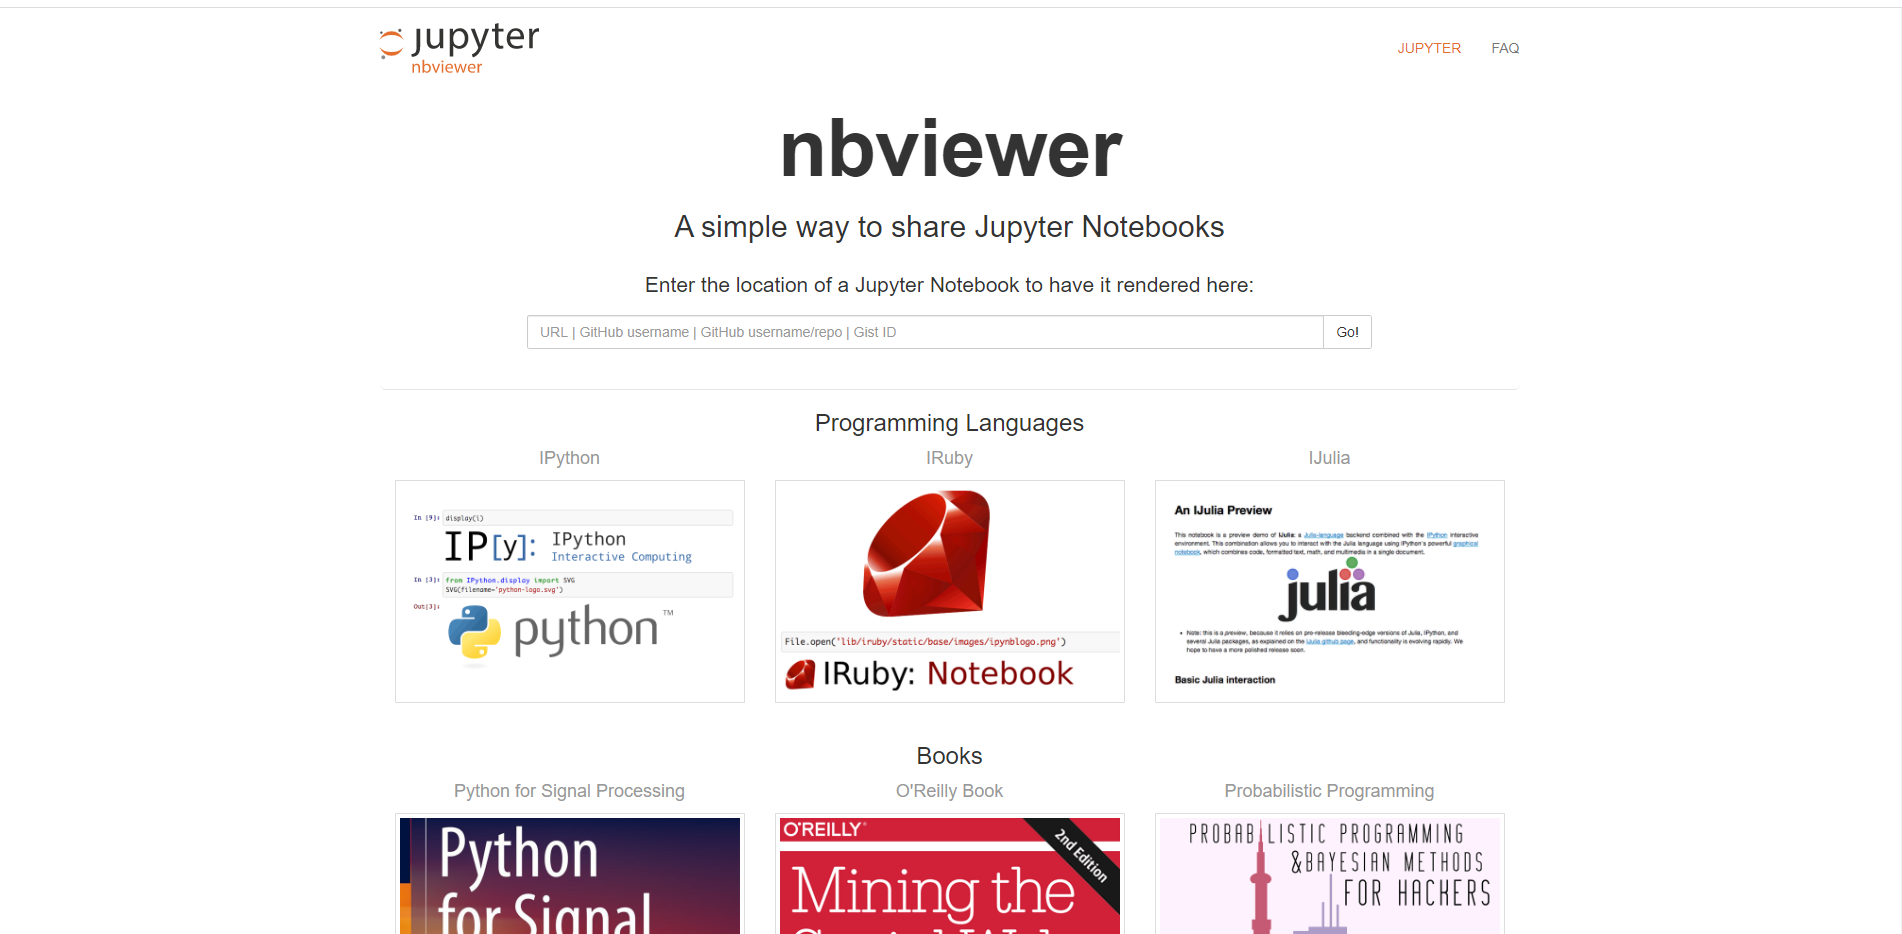 jupyter
nbviewer
JUPYTER FAQ
nbviewer
A simple way to share Jupyter Notebooks
Enter the location of a Jupyter Notebook to have it rendered here:
URL | GitHub username | GitHub username/repo | Gist ID Go!
Programming Languages
IPython
In [9]: display(i)
IP[y]: IPython
Interactive Computing
In [3]: from IPython.display import SVG
SVG(filename='python-logo.svg')
Out[3]:
python™
IRuby
File.open('lib/iruby/static/base/images/ipynblogo.png')
IRuby: Notebook
IJulia
An IJulia Preview
This notebook is a preview demo of IJulia: a Julia-language backend combined with the IPython interactive
environment. This combination allows you to interact with the Julia language using IPython's powerful graphical
notebook, which combines code, formatted text, math, and multimedia in a single document.
julia
• Note: this is a preview, because it relies on pre-release bleeding-edge versions of Julia, IPython, and
several Julia packages, as explained on the IJulia github page, and functionality is evolving rapidly. We
hope to have a more polished release soon.
Basic Julia interaction
Books
Python for Signal Processing
Python
for Signal
O'Reilly Book
O'REILLY®
2nd Edition
Mining the
Probabilistic Programming
PROBABILISTIC PROGRAMMING
&BAYESIAN METHODS
FOR HACKERS